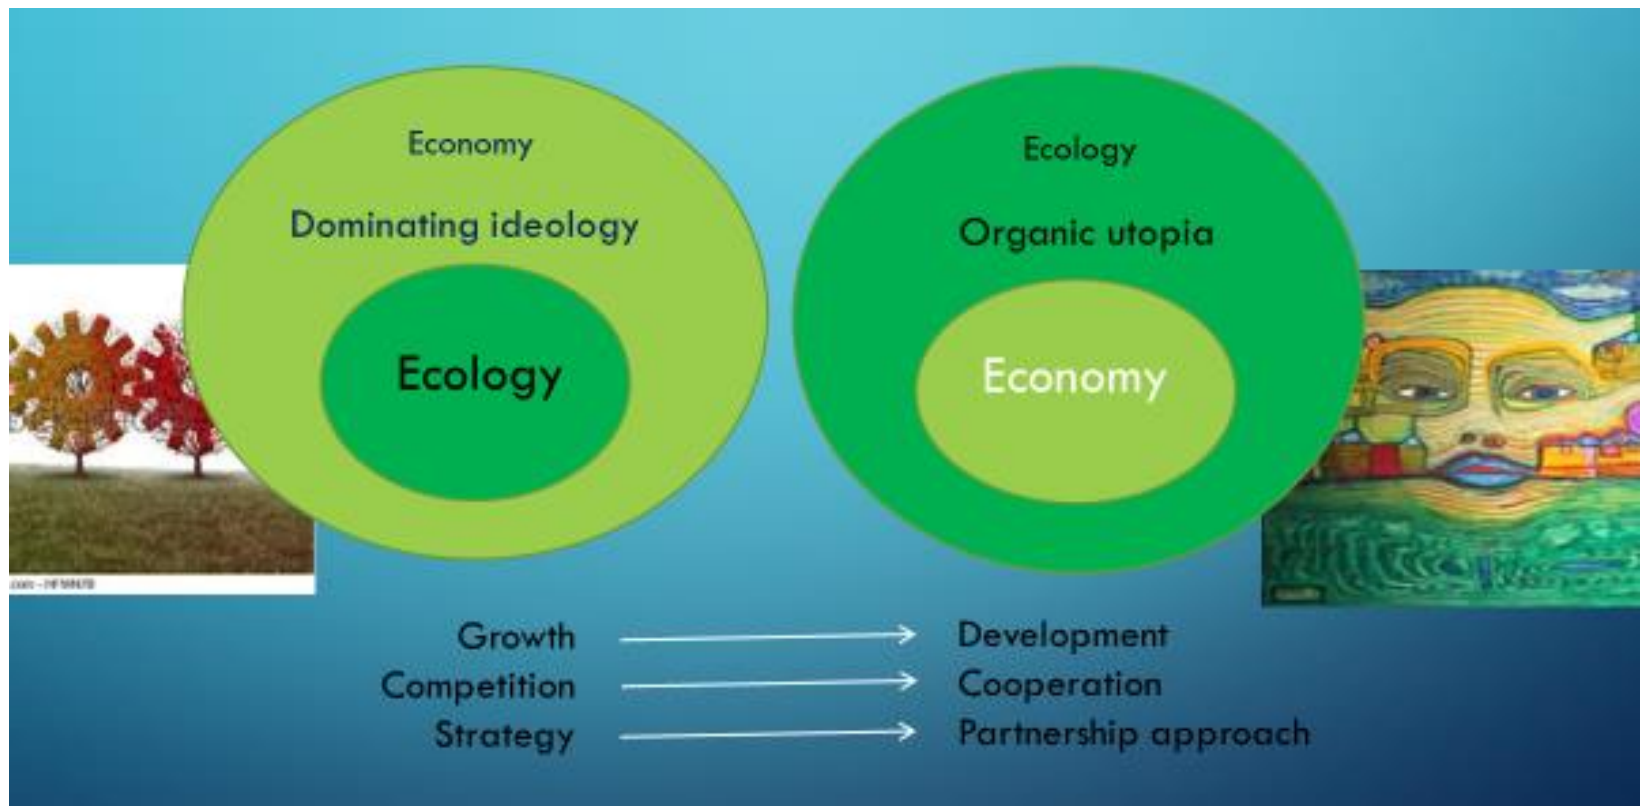 Economy
Dominating ideology
Ecology
Ecology
Organic utopia
Economy
Growth
Development
Competition
Cooperation
Strategy
Partnership approach